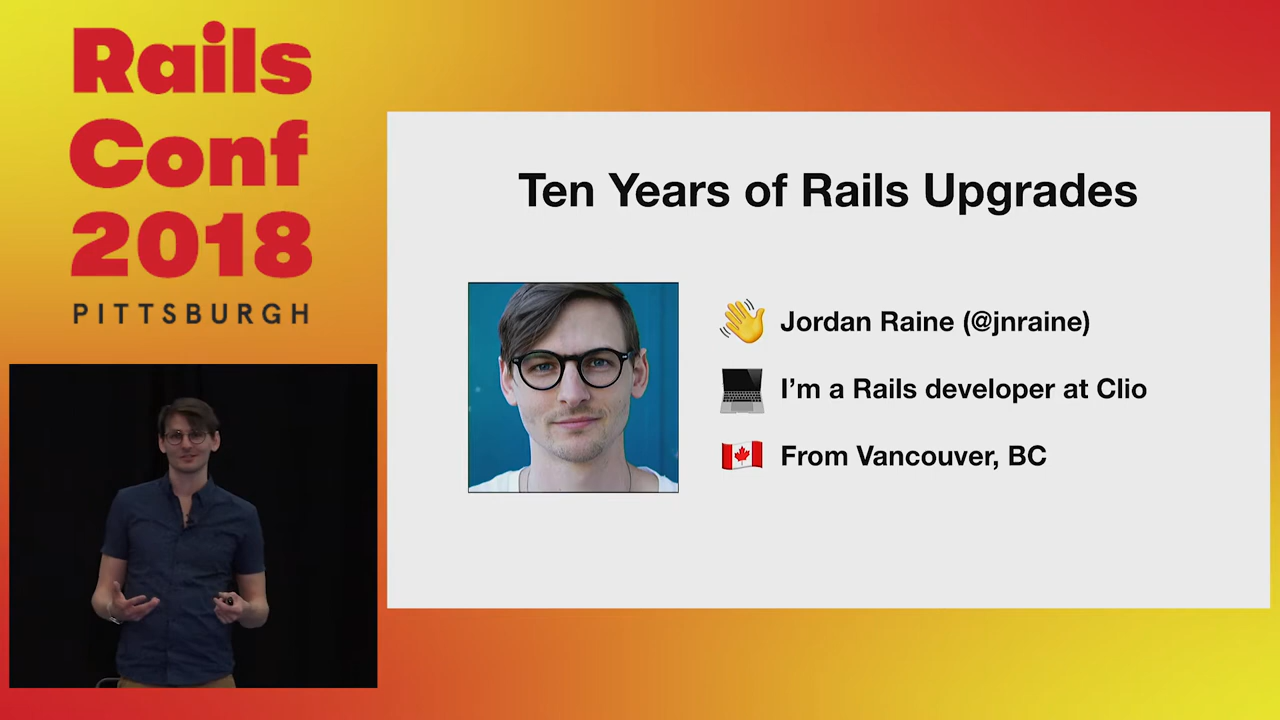 Rails
Conf
2018
PITTSBURGH
Ten Years of Rails Upgrades
Jordan Raine (@jnraine)
I’m a Rails developer at Clio
From Vancouver, BC